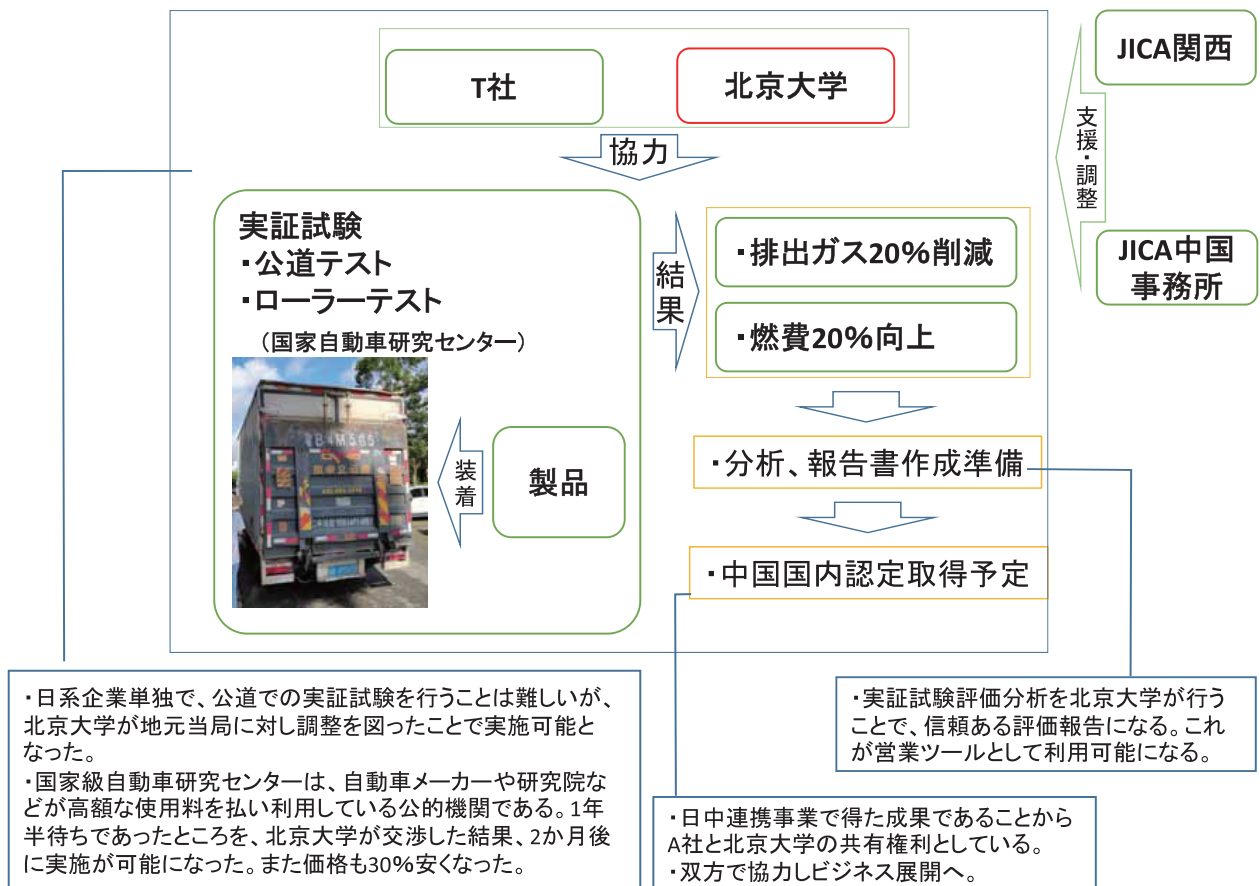 T社
北京大学
JICA関西
支援・調整
JICA中国
事務所
協力
実証試験
・公道テスト
・ローラーテスト
（国家自動車研究センター）
装着
製品
結果
・排出ガス20％削減
・燃費20％向上
・分析、報告書作成準備
・中国国内認定取得予定
・日系企業単独で、公道での実証試験を行うことは難しいが、
北京大学が地元当局に対し調整を図ったことで実施可能と
なった。
・国家級自動車研究センターは、自動車メーカーや研究院な
どが高額な使用料を払い利用している公的機関である。1年
半待ちであったところを、北京大学が交渉した結果、2か月後
に実施が可能になった。また価格も30％安くなった。
・実証試験評価分析を北京大学が行う
ことで、信頼ある評価報告になる。これ
が営業ツールとして利用可能になる。
・日中連携事業で得た成果であることから
A社と北京大学の共有権利としている。
・双方で協力しビジネス展開へ。